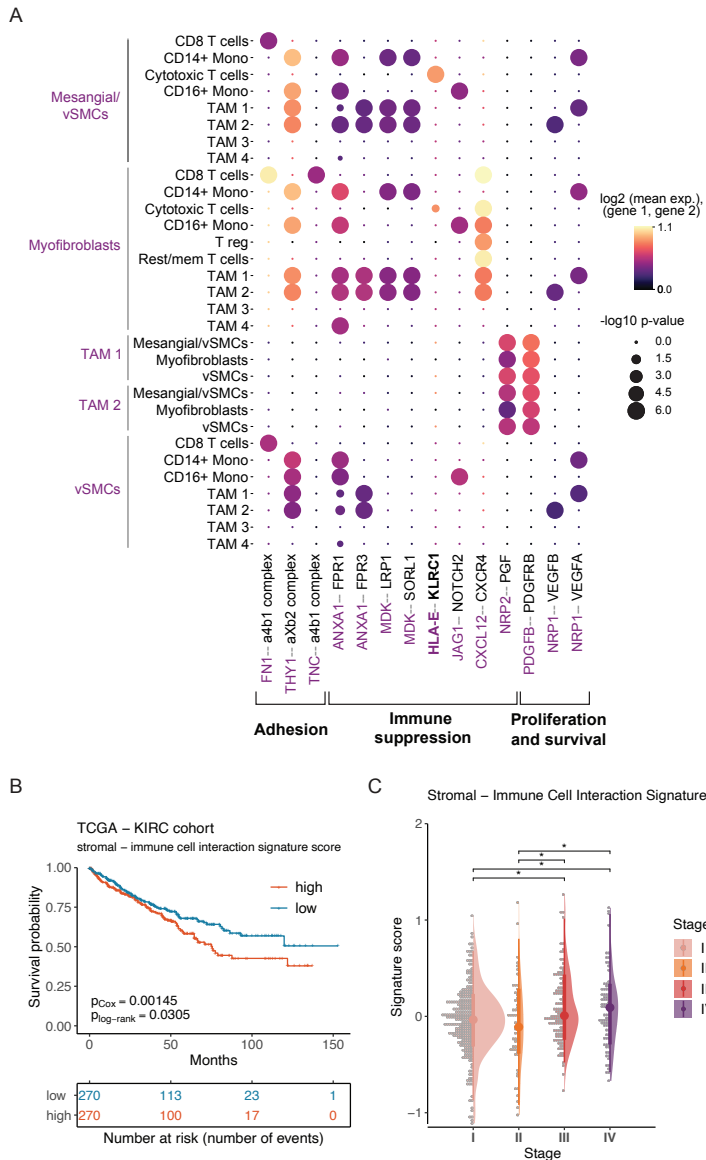 A
Mesangial/
vSMCs
CD8 T cells
CD14+ Mono
Cytotoxic T cells
CD16+ Mono
TAM 1
TAM 2
TAM 3
TAM 4
Myofibroblasts
CD8 T cells
CD14+ Mono
Cytotoxic T cells
CD16+ Mono
T reg
Rest/mem T cells
TAM 1
TAM 2
TAM 3
TAM 4
TAM 1
Mesangial/vSMCs
Myofibroblasts
vSMCs
TAM 2
Mesangial/vSMCs
Myofibroblasts
vSMCs
vSMCs
CD8 T cells
CD14+ Mono
CD16+ Mono
TAM 1
TAM 2
TAM 3
TAM 4
FN1-- a4b1 complex
THY1-- aXb2 complex
TNC-- a4b1 complex
ANXA1-- FPR1
ANXA1-- FPR3
MDK-- LRP1
MDK-- SORL1
HLA-E-- KLRC1
JAG1-- NOTCH2
CXCL12-- CXCR4
NRP2-- PGF
PDGFB-- PDGFRB
NRP1-- VEGFB
NRP1-- VEGFA
Adhesion
Immune
suppression
Proliferation
and survival
log2 (mean exp.),
(gene 1, gene 2)
1.1
0.0
-log10 p-value
0.0
1.5
3.0
4.5
6.0
B
TCGA – KIRC cohort
stromal – immune cell interaction signature score
Survival probability
1.00
0.75
0.50
0.25
0.00
high
low
pCox = 0.00145
plog–rank = 0.0305
0 50 100 150
Months
low 270 113 23 1
high 270 100 17 0
Number at risk (number of events)
C
Stromal – Immune Cell Interaction Signature
Signature score
2
1
0
−1
*
*
*
*
I II III IV
Stage
Stage
I